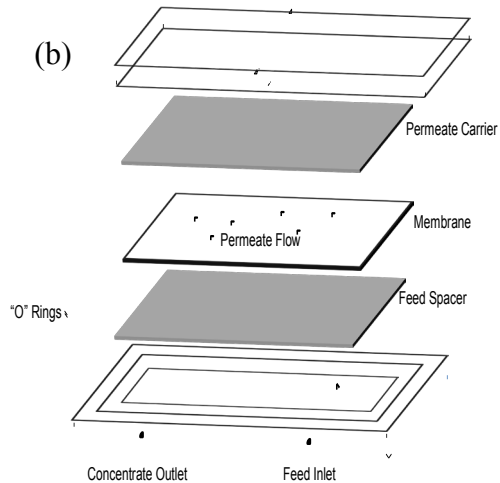 (b)
Permeate Carrier
Membrane
Permeate Flow
Feed Spacer
“O” Rings
Concentrate Outlet
Feed Inlet